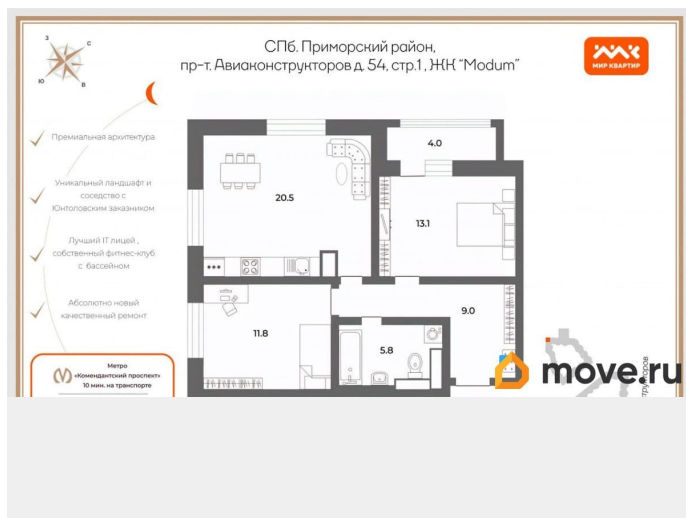 СПб. Приморский район,
пр-т. Авиаконструкторов д. 54, стр.1 , ЖК "Modum"
МИР КВАРТИР
З
С
Ю
В
Премиальная архитектура
Уникальный ландшафт и
соседство с
Юнтоловским заказником
Лучший IT лицей ,
собственный фитнес-клуб
с бассейном
Абсолютно новый
качественный ремонт
Метро
«Комендантский проспект»
10 мин. на транспорте
4.0
20.5
13.1
9.0
11.8
5.8
move.ru